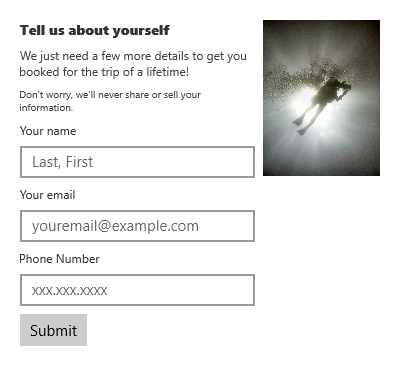 Tell us about yourself
We just need a few more details to get you
booked for the trip of a lifetime!
Don't worry, we'll never share or sell your
information.
Your name
Last, First
Your email
youremail@example.com
Phone Number
xxx.xxx.xxxx
Submit